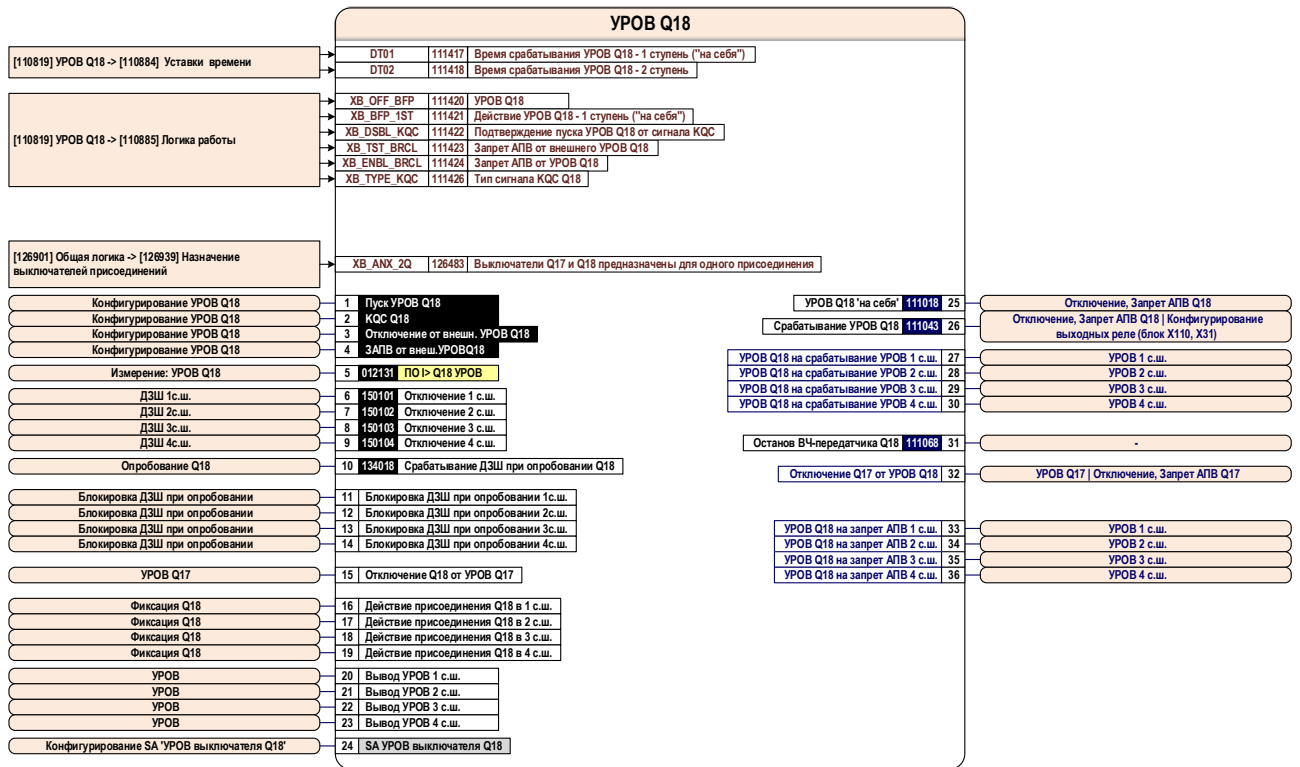 УРОВ Q18
[110819] УРОВ Q18 -> [110884] Уставки времени
DT01 111417 Время срабатывания УРОВ Q18 - 1 ступень ("на себя")
DT02 111418 Время срабатывания УРОВ Q18 - 2 ступень
[110819] УРОВ Q18 -> [110885] Логика работы
XB_OFF_BFP 111420 УРОВ Q18
XB_BFP_1ST 111421 Действие УРОВ Q18 - 1 ступень ("на себя")
XB_DSBL_KQC 111422 Подтверждение пуска УРОВ Q18 от сигнала KQC
XB_TST_BRCL 111423 Запрет АПВ от внешнего УРОВ Q18
XB_ENBL_BRCL 111424 Запрет АПВ от УРОВ Q18
XB_TYPE_KQC 111426 Тип сигнала KQC Q18
[126901] Общая логика -> [126939] Назначение
выключателей присоединений
XB_ANX_2Q 126483 Выключатели Q17 и Q18 предназначены для одного присоединения
Конфигурирование УРОВ Q18 1 Пуск УРОВ Q18
Конфигурирование УРОВ Q18 2 KQC Q18
Конфигурирование УРОВ Q18 3 Отключение от внешн. УРОВ Q18
Конфигурирование УРОВ Q18 4 ЗАПВ от внеш.УРОВQ18
Измерение: УРОВ Q18 5 012131 ПО I> Q18 УРОВ
ДЗШ 1с.ш. 6 150101 Отключение 1 с.ш.
ДЗШ 2с.ш. 7 150102 Отключение 2 с.ш.
ДЗШ 3с.ш. 8 150103 Отключение 3 с.ш.
ДЗШ 4с.ш. 9 150104 Отключение 4 с.ш.
Опробование Q18 10 134018 Срабатывание ДЗШ при опробовании Q18
Блокировка ДЗШ при опробовании 11 Блокировка ДЗШ при опробовании 1с.ш.
Блокировка ДЗШ при опробовании 12 Блокировка ДЗШ при опробовании 2с.ш.
Блокировка ДЗШ при опробовании 13 Блокировка ДЗШ при опробовании 3с.ш.
Блокировка ДЗШ при опробовании 14 Блокировка ДЗШ при опробовании 4с.ш.
УРОВ Q17 15 Отключение Q18 от УРОВ Q17
Фиксация Q18 16 Действие присоединения Q18 в 1 с.ш.
Фиксация Q18 17 Действие присоединения Q18 в 2 с.ш.
Фиксация Q18 18 Действие присоединения Q18 в 3 с.ш.
Фиксация Q18 19 Действие присоединения Q18 в 4 с.ш.
УРОВ 20 Вывод УРОВ 1 с.ш.
УРОВ 21 Вывод УРОВ 2 с.ш.
УРОВ 22 Вывод УРОВ 3 с.ш.
УРОВ 23 Вывод УРОВ 4 с.ш.
Конфигурирование SA 'УРОВ выключателя Q18' 24 SA УРОВ выключателя Q18
УРОВ Q18 'на себя' 111018 25 Отключение, Запрет АПВ Q18
Срабатывание УРОВ Q18 111043 26 Отключение, Запрет АПВ Q18 | Конфигурирование
выходных реле (блок X110, X31)
УРОВ Q18 на срабатывание УРОВ 1 с.ш. 27 УРОВ 1 с.ш.
УРОВ Q18 на срабатывание УРОВ 2 с.ш. 28 УРОВ 2 с.ш.
УРОВ Q18 на срабатывание УРОВ 3 с.ш. 29 УРОВ 3 с.ш.
УРОВ Q18 на срабатывание УРОВ 4 с.ш. 30 УРОВ 4 с.ш.
Останов ВЧ-передатчика Q18 111068 31 -
Отключение Q17 от УРОВ Q18 32 УРОВ Q17 | Отключение, Запрет АПВ Q17
УРОВ Q18 на запрет АПВ 1 с.ш. 33 УРОВ 1 с.ш.
УРОВ Q18 на запрет АПВ 2 с.ш. 34 УРОВ 2 с.ш.
УРОВ Q18 на запрет АПВ 3 с.ш. 35 УРОВ 3 с.ш.
УРОВ Q18 на запрет АПВ 4 с.ш. 36 УРОВ 4 с.ш.